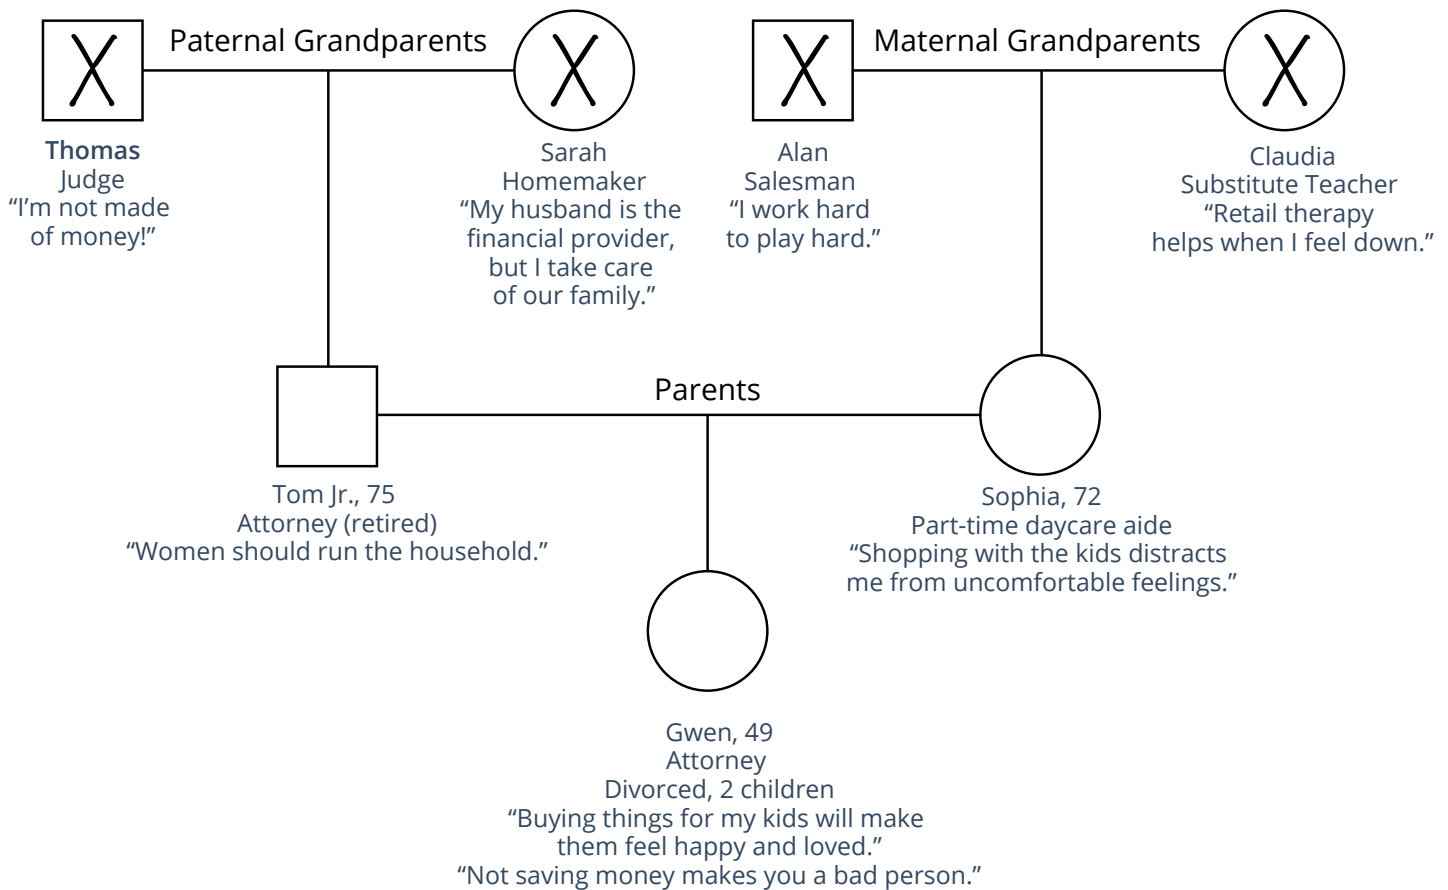 Paternal Grandparents
Maternal Grandparents
Thomas
Judge
“I’m not made
of money!”
Sarah
Homemaker
“My husband is the
financial provider,
but I take care
of our family.”
Alan
Salesman
“I work hard
to play hard.”
Claudia
Substitute Teacher
“Retail therapy
helps when I feel down.”
Parents
Tom Jr., 75
Attorney (retired)
“Women should run the household.”
Sophia, 72
Part-time daycare aide
“Shopping with the kids distracts
me from uncomfortable feelings.”
Gwen, 49
Attorney
Divorced, 2 children
“Buying things for my kids will make
them feel happy and loved.”
“Not saving money makes you a bad person.”